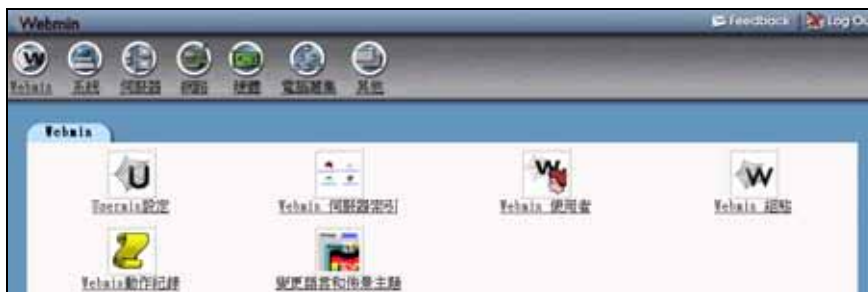 Webmin
Feedback Log Ou
Webmin 系統 伺服器 網路 硬體 電腦叢集 其他
Webmin
Usermin設定 Webmin 伺服器索引 Webmin 使用者 Webmin 組態
Webmin動作紀錄 變更語言和佈景主題